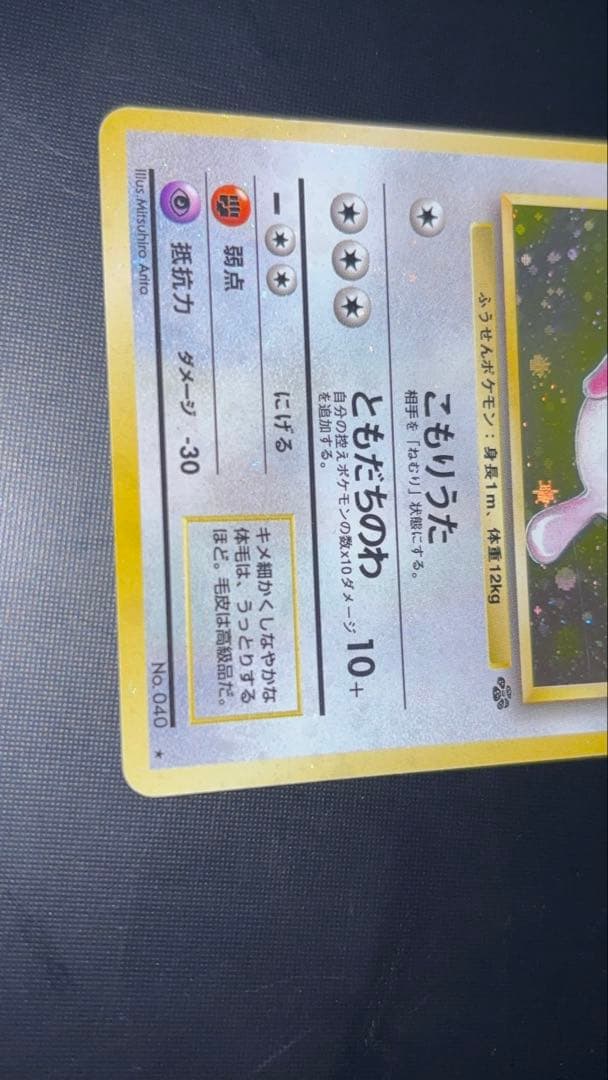 ふうせんポケモン：身長1m、体重12kg
こもりうた
相手を「ねむり」状態にする。
ともだちのわ 10+
自分の控えポケモンの数x10ダメージ
を追加する。
にげる
弱点
抵抗力 ダメージ -30
キメ細かくしなやかな
体毛は、うっとりする
ほど。毛皮は高級品だ。
Illus.Mitsuhiro Arita
No. 040 ★